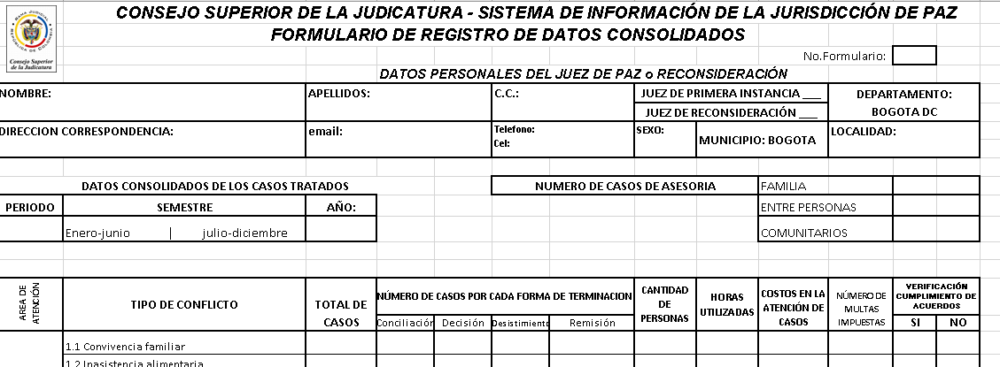 CONSEJO SUPERIOR DE LA JUDICATURA - SISTEMA DE INFORMACIÓN DE LA JURISDICCIÓN DE PAZ
FORMULARIO DE REGISTRO DE DATOS CONSOLIDADOS
RAMA JUDICIAL
REPUBLICA DE COLOMBIA
Consejo Superior
de la Judicatura
No.Formulario:
DATOS PERSONALES DEL JUEZ DE PAZ o RECONSIDERACIÓN
NOMBRE:
APELLIDOS:
C.C.:
JUEZ DE PRIMERA INSTANCIA ___
JUEZ DE RECONSIDERACIÓN ___
DEPARTAMENTO:
BOGOTA DC
DIRECCION CORRESPONDENCIA:
email:
Telefono:
Cel:
SEXO:
MUNICIPIO: BOGOTA
LOCALIDAD:
DATOS CONSOLIDADOS DE LOS CASOS TRATADOS
PERIODO
SEMESTRE
AÑO:
Enero-junio | julio-diciembre
NUMERO DE CASOS DE ASESORIA
FAMILIA
ENTRE PERSONAS
COMUNITARIOS
AREA DE
ATENCIÓN
TIPO DE CONFLICTO
TOTAL DE
CASOS
NÚMERO DE CASOS POR CADA FORMA DE TERMINACION
Conciliación
Decisión
Desistimiento
Remisión
CANTIDAD
DE
PERSONAS
HORAS
UTILIZADAS
COSTOS EN LA
ATENCIÓN DE
CASOS
NÚMERO DE
MULTAS
IMPUESTAS
VERIFICACIÓN
CUMPLIMIENTO DE
ACUERDOS
SI
NO
1.1 Convivencia familiar
1.2 Inasistencia alimentaria